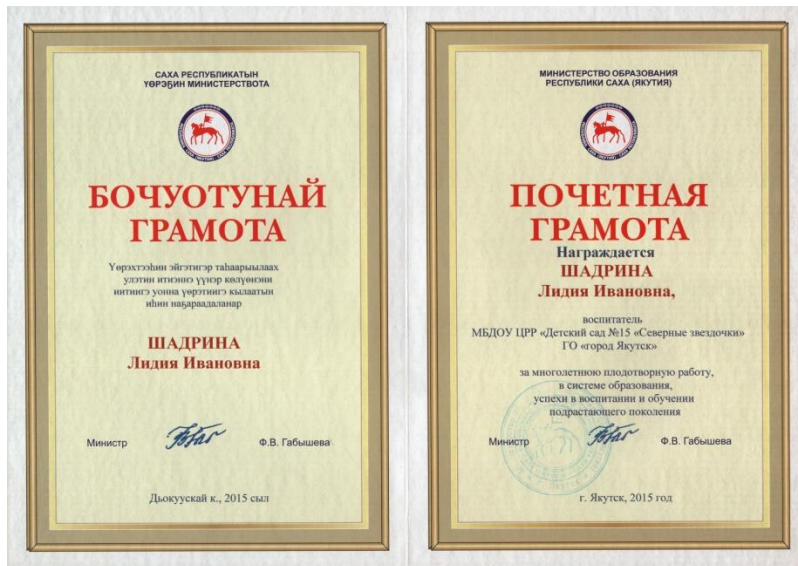 САХА РЕСПУБЛИКАТЫН
ҮӨРЭҔИН МИНИСТЕРСТВОТА
БОЧУОТУНАЙ
ГРАМОТА
Үөрэхтээһин эйгэтигэр таһаарыылаах
үлэтин итиэннэ үүнэр көлүөнэни
иитиигэ уонна үөрэтиигэ кылаатын
иһин наҕараадаланар
ШАДРИНА
Лидия Ивановна
Министр
Ф.В. Габышева
Дьокуускай к., 2015 сыл
МИНИСТЕРСТВО ОБРАЗОВАНИЯ
РЕСПУБЛИКИ САХА (ЯКУТИЯ)
ПОЧЕТНАЯ
ГРАМОТА
Награждается
ШАДРИНА
Лидия Ивановна,
воспитатель
МБДОУ ЦРР «Детский сад №15 «Северные звездочки»
ГО «город Якутск»
за многолетнюю плодотворную работу,
в системе образования,
успехи в воспитании и обучении
подрастающего поколения
Министр
Ф.В. Габышева
г. Якутск, 2015 год